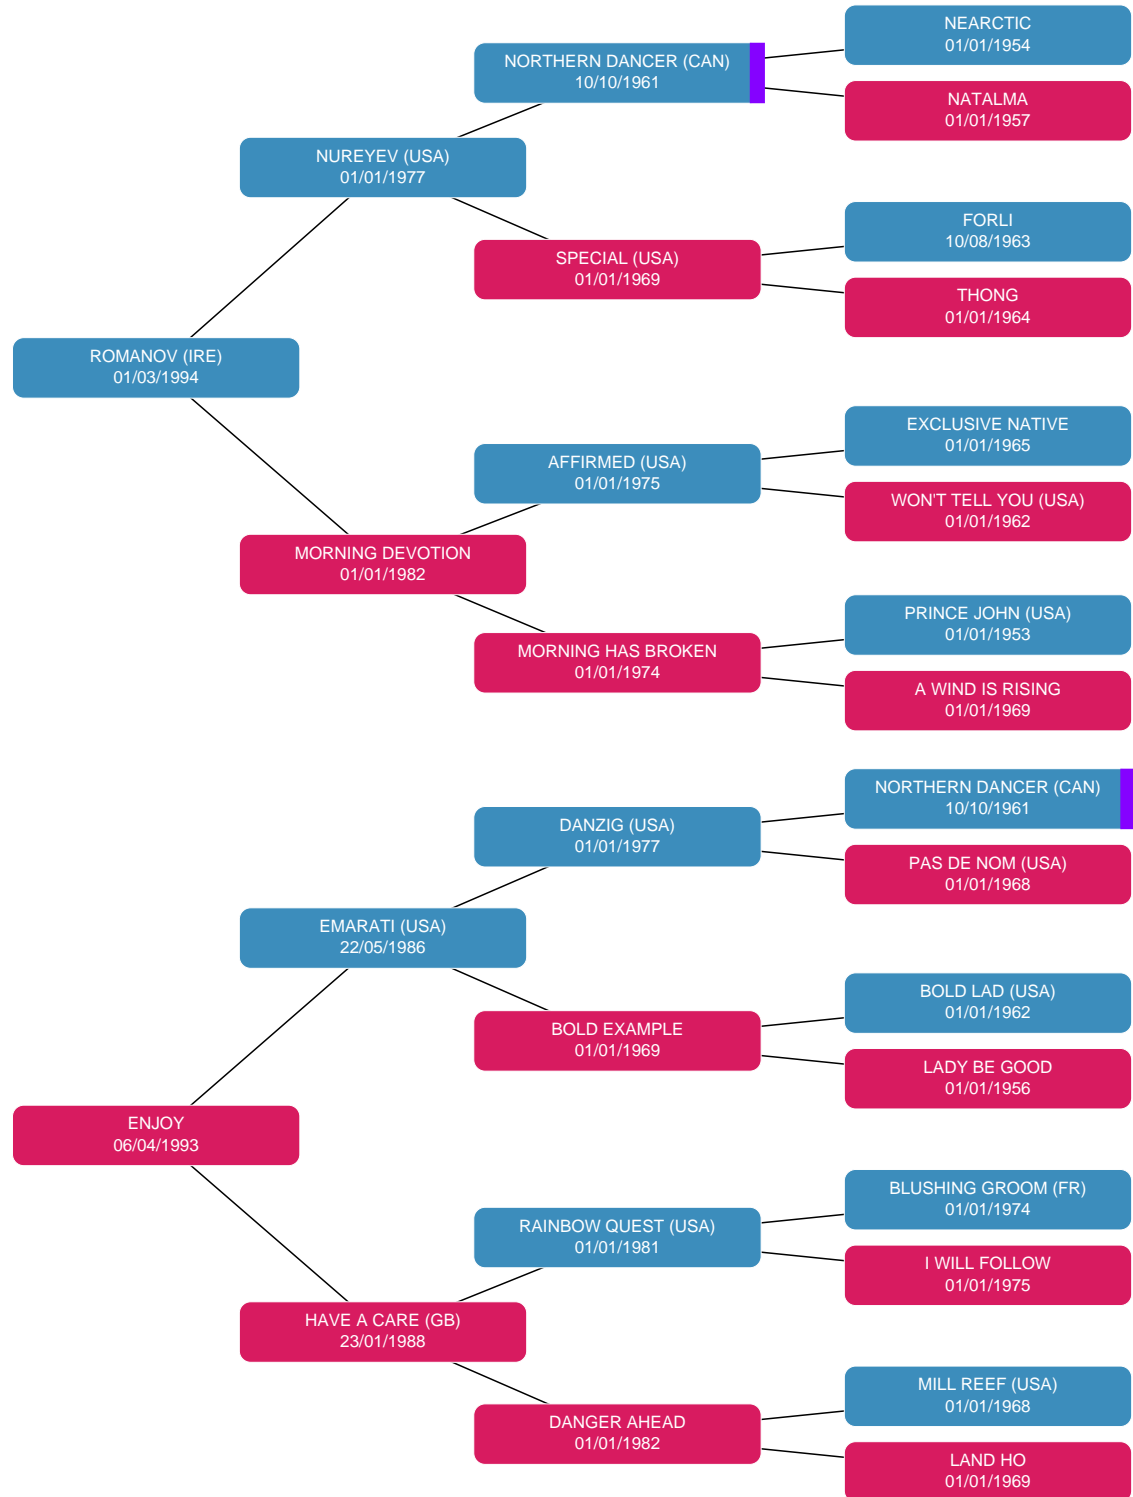 NEARCTIC
01/01/1954
NORTHERN DANCER (CAN)
10/10/1961
NATALMA
01/01/1957
NUREYEV (USA)
01/01/1977
FORLI
10/08/1963
SPECIAL (USA)
01/01/1969
THONG
01/01/1964
ROMANOV (IRE)
01/03/1994
EXCLUSIVE NATIVE
01/01/1965
AFFIRMED (USA)
01/01/1975
WON'T TELL YOU (USA)
01/01/1962
MORNING DEVOTION
01/01/1982
PRINCE JOHN (USA)
01/01/1953
MORNING HAS BROKEN
01/01/1974
A WIND IS RISING
01/01/1969
NORTHERN DANCER (CAN)
10/10/1961
DANZIG (USA)
01/01/1977
PAS DE NOM (USA)
01/01/1968
EMARATI (USA)
22/05/1986
BOLD LAD (USA)
01/01/1962
BOLD EXAMPLE
01/01/1969
LADY BE GOOD
01/01/1956
ENJOY
06/04/1993
BLUSHING GROOM (FR)
01/01/1974
RAINBOW QUEST (USA)
01/01/1981
I WILL FOLLOW
01/01/1975
HAVE A CARE (GB)
23/01/1988
MILL REEF (USA)
01/01/1968
DANGER AHEAD
01/01/1982
LAND HO
01/01/1969